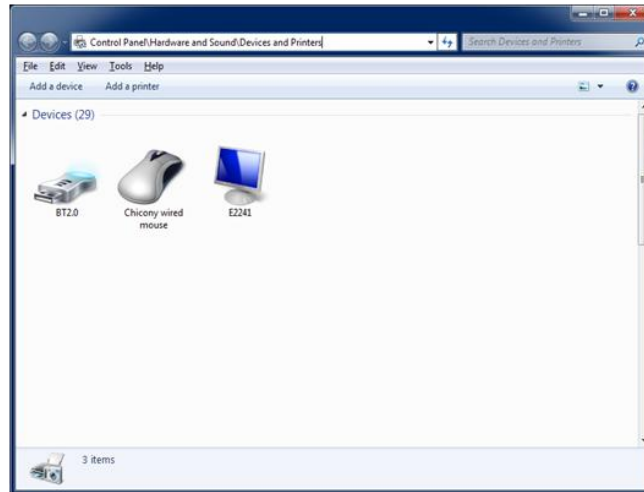 Control Panel\Hardware and Sound\Devices and Printers
Search Devices and Printers
File Edit View Tools Help
Add a device Add a printer
Devices (29)
BT2.0 Chicony wired mouse E2241
3 items